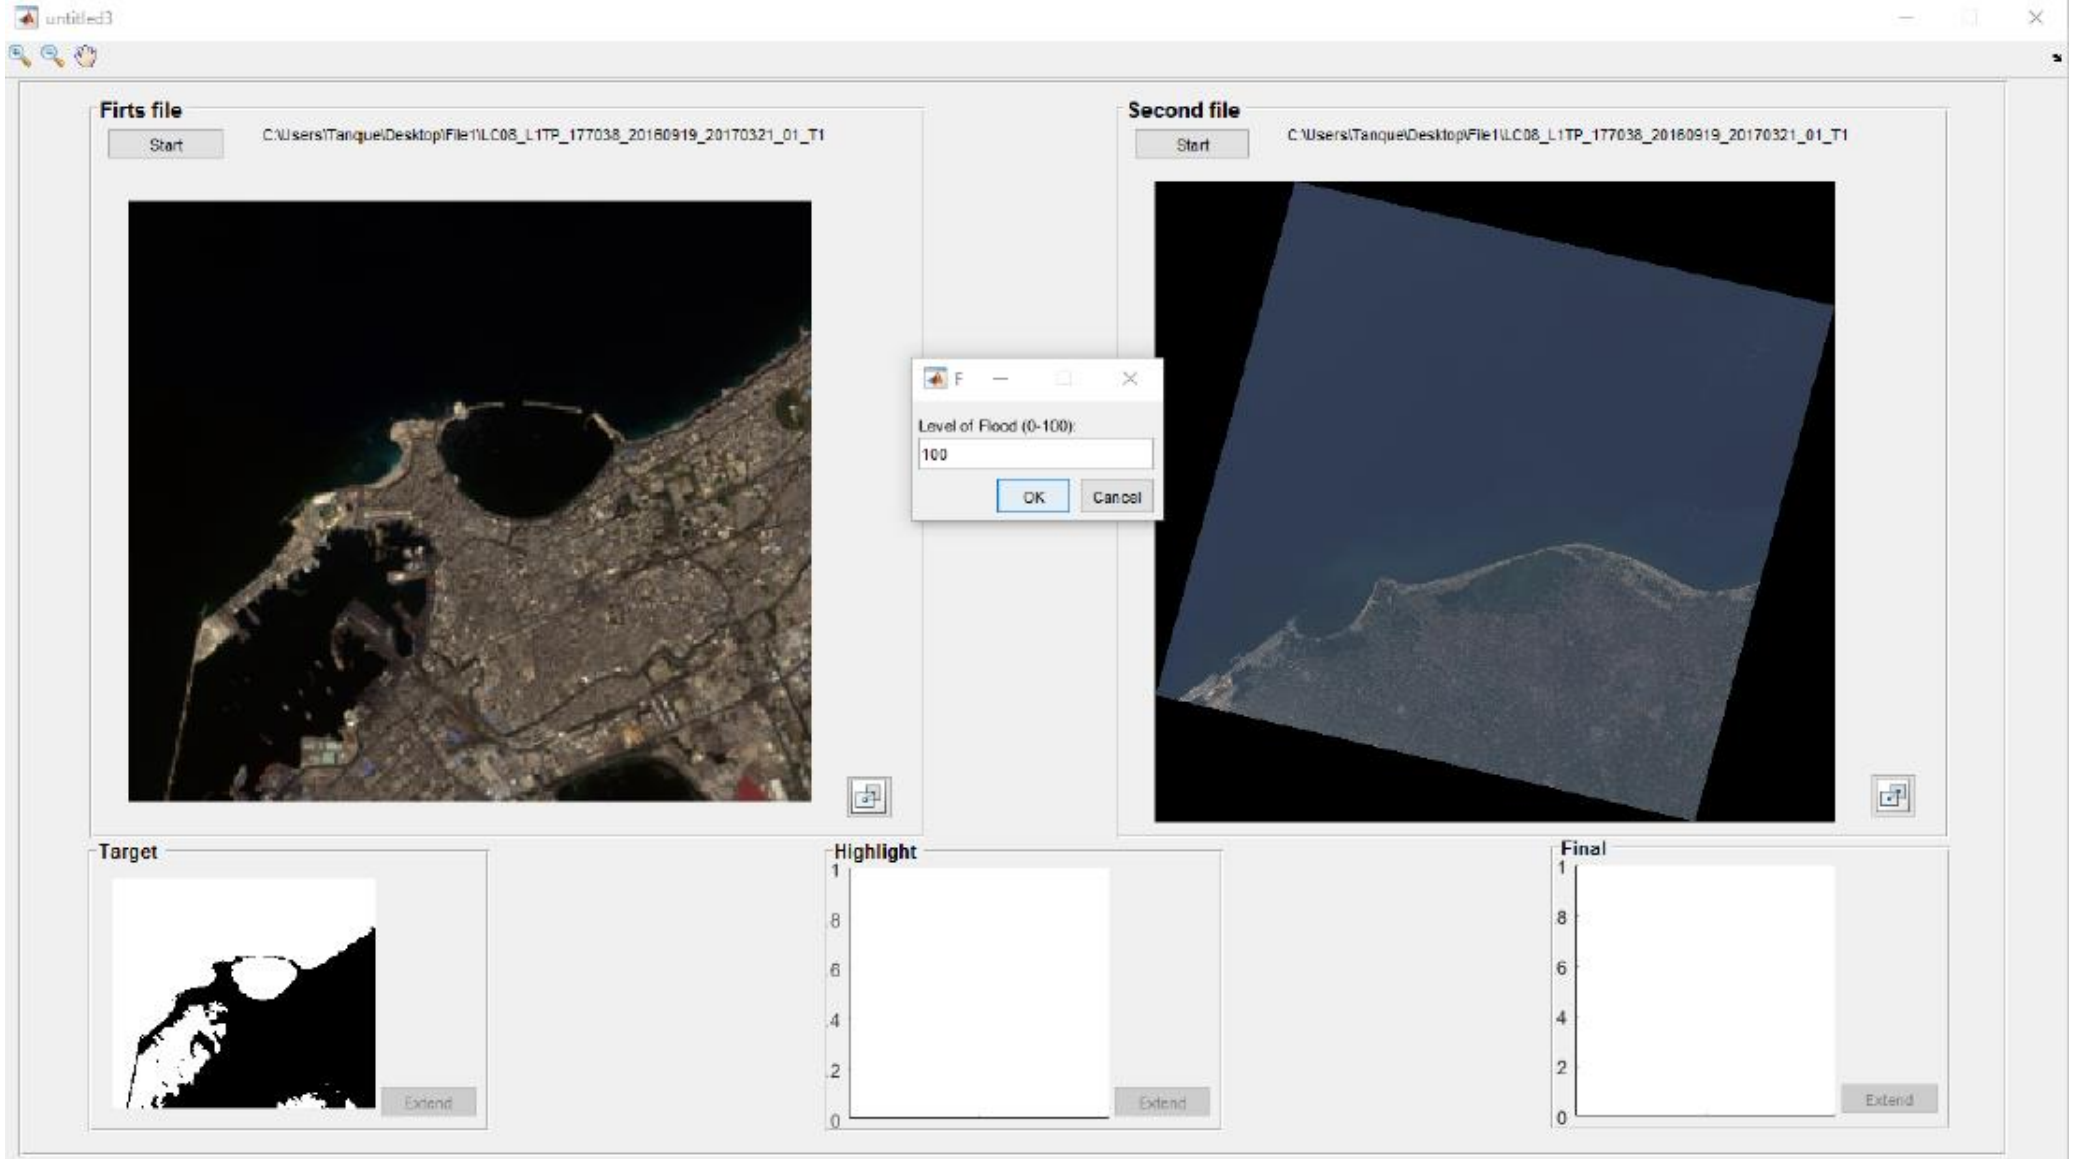 untitled3
Firts file
Start
C:\Users\Tanque\Desktop\File1\LC08_L1TP_177038_20160919_20170321_01_T1
Second file
Start
C:\Users\Tanque\Desktop\File1\LC08_L1TP_177038_20160919_20170321_01_T1
F
Level of Flood (0-100):
100
OK
Cancel
Target
Extend
Highlight
1
.8
.6
.4
.2
0
Extend
Final
1
8
6
4
2
0
Extend